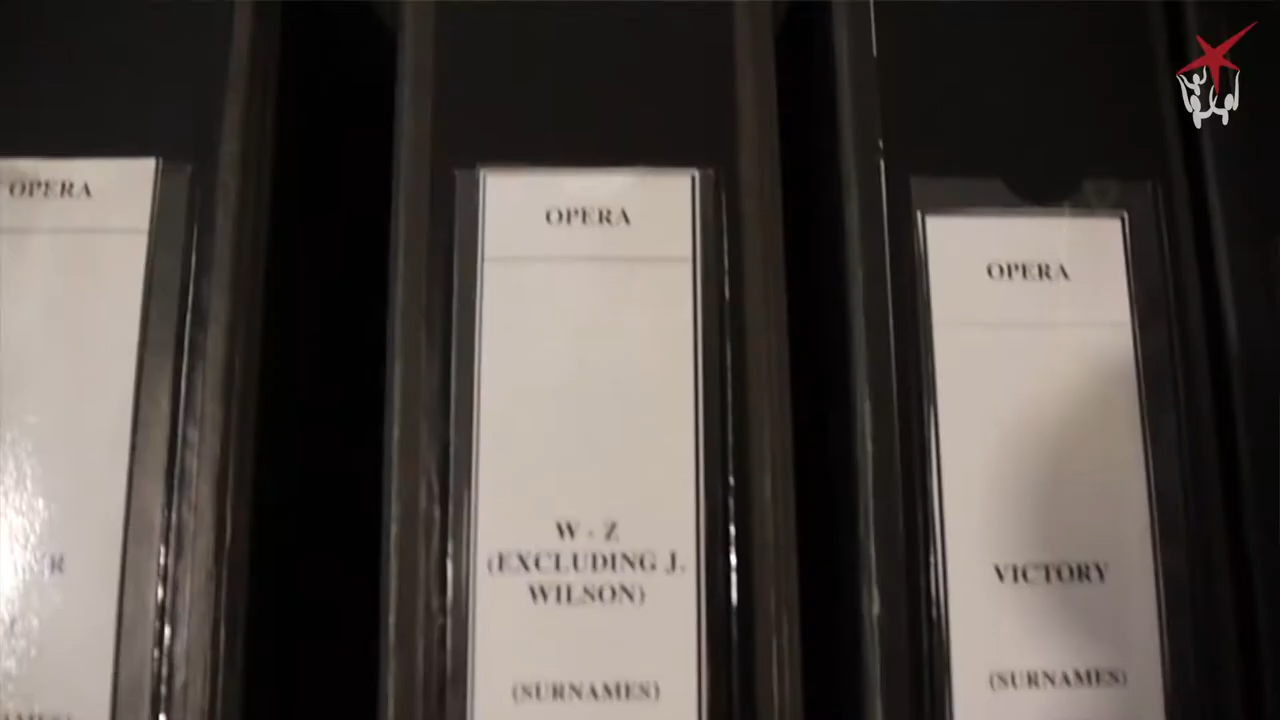 OPERA
OPERA
W - Z
(EXCLUDING J.
WILSON)
(SURNAMES)
OPERA
VICTORY
(SURNAMES)